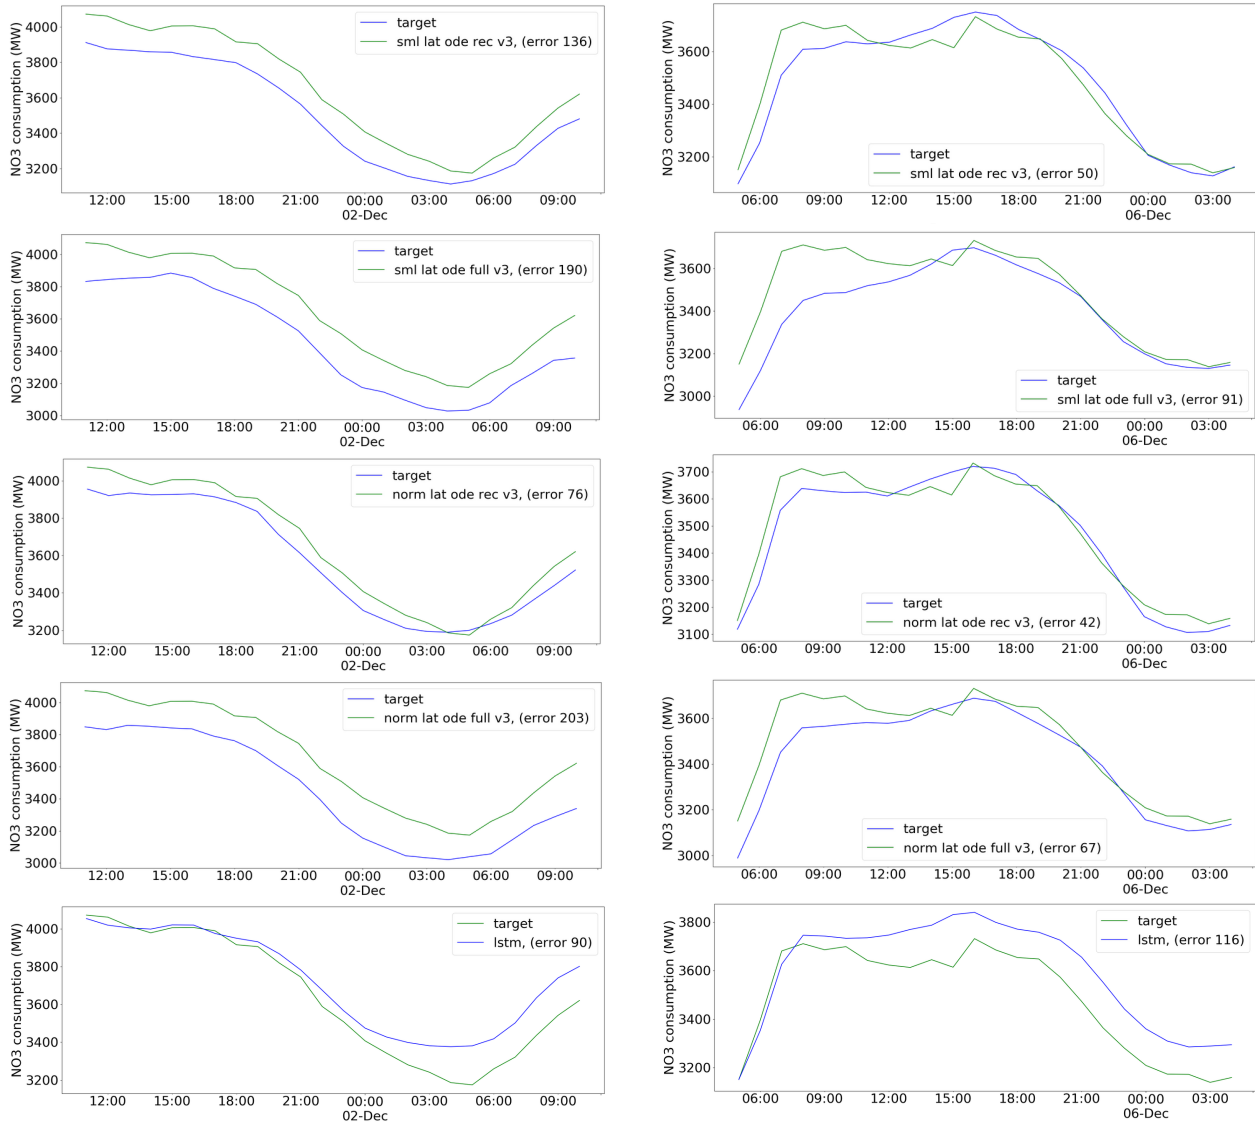 NO3 consumption (MW)
4000
3800
3600
3400
3200
target
sml lat ode rec v3, (error 136)
12:00 15:00 18:00 21:00 00:00 03:00 06:00 09:00
02-Dec
NO3 consumption (MW)
3600
3400
3200
target
sml lat ode rec v3, (error 50)
06:00 09:00 12:00 15:00 18:00 21:00 00:00 03:00
06-Dec
NO3 consumption (MW)
4000
3800
3600
3400
3200
3000
target
sml lat ode full v3, (error 190)
12:00 15:00 18:00 21:00 00:00 03:00 06:00 09:00
02-Dec
NO3 consumption (MW)
3600
3400
3200
3000
target
sml lat ode full v3, (error 91)
06:00 09:00 12:00 15:00 18:00 21:00 00:00 03:00
06-Dec
NO3 consumption (MW)
4000
3800
3600
3400
3200
target
norm lat ode rec v3, (error 76)
12:00 15:00 18:00 21:00 00:00 03:00 06:00 09:00
02-Dec
NO3 consumption (MW)
3700
3600
3500
3400
3300
3200
3100
target
norm lat ode rec v3, (error 42)
06:00 09:00 12:00 15:00 18:00 21:00 00:00 03:00
06-Dec
NO3 consumption (MW)
4000
3800
3600
3400
3200
3000
target
norm lat ode full v3, (error 203)
12:00 15:00 18:00 21:00 00:00 03:00 06:00 09:00
02-Dec
NO3 consumption (MW)
3600
3400
3200
3000
target
norm lat ode full v3, (error 67)
06:00 09:00 12:00 15:00 18:00 21:00 00:00 03:00
06-Dec
NO3 consumption (MW)
4000
3800
3600
3400
3200
target
lstm, (error 90)
12:00 15:00 18:00 21:00 00:00 03:00 06:00 09:00
02-Dec
NO3 consumption (MW)
3800
3600
3400
3200
target
lstm, (error 116)
06:00 09:00 12:00 15:00 18:00 21:00 00:00 03:00
06-Dec